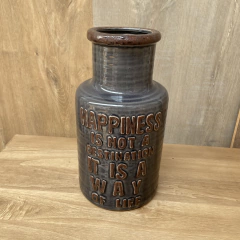 HAPPINESS
IS NOT A
DESTINATION
IT IS A
WAY
OF LIFE